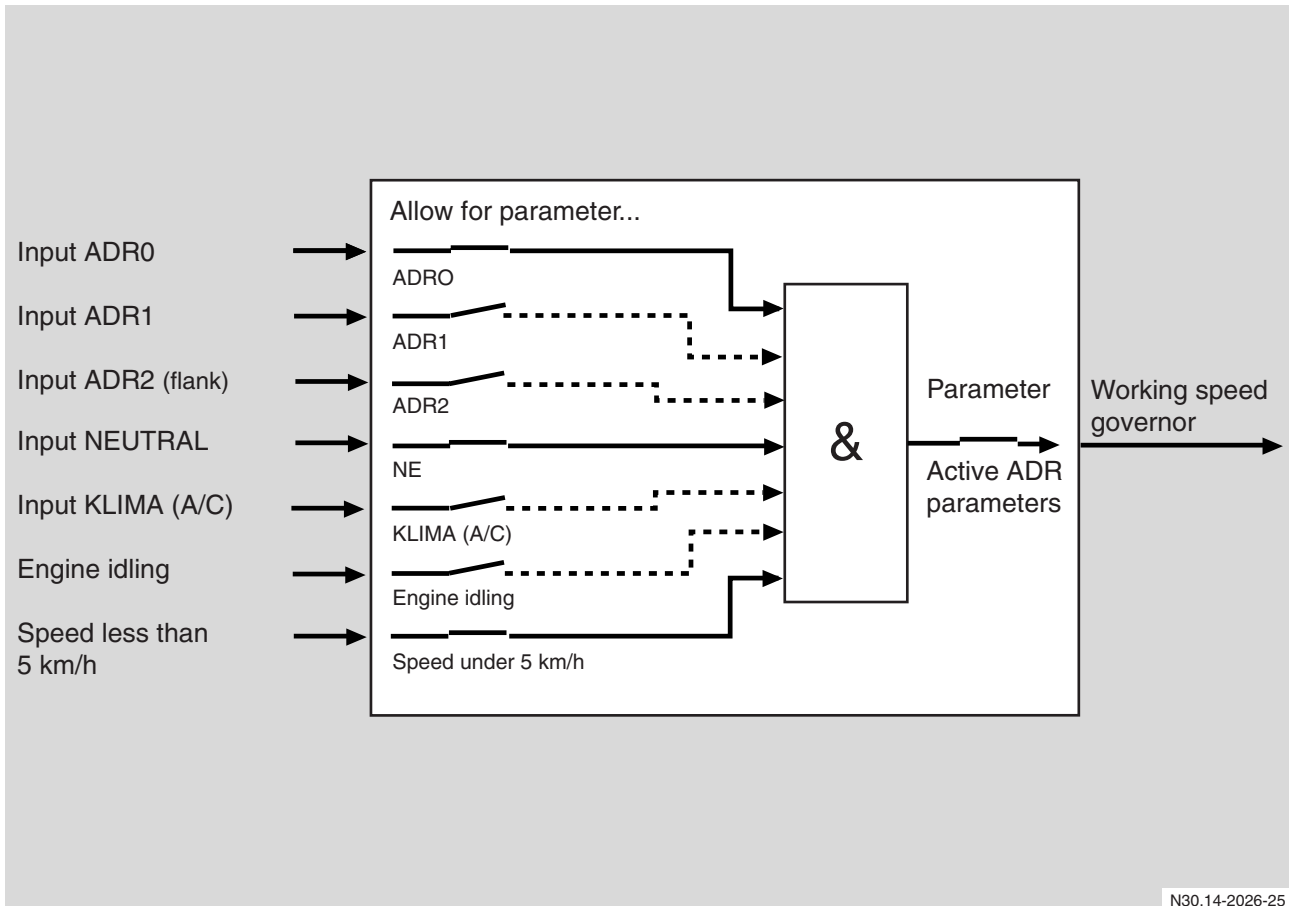 Allow for parameter...
Input ADR0
ADRO
Input ADR1
ADR1
Input ADR2 (flank)
ADR2
Input NEUTRAL
NE
Input KLIMA (A/C)
KLIMA (A/C)
Engine idling
Engine idling
Speed less than
5 km/h
Speed under 5 km/h
&
Parameter
Active ADR
parameters
Working speed
governor
N30.14-2026-25